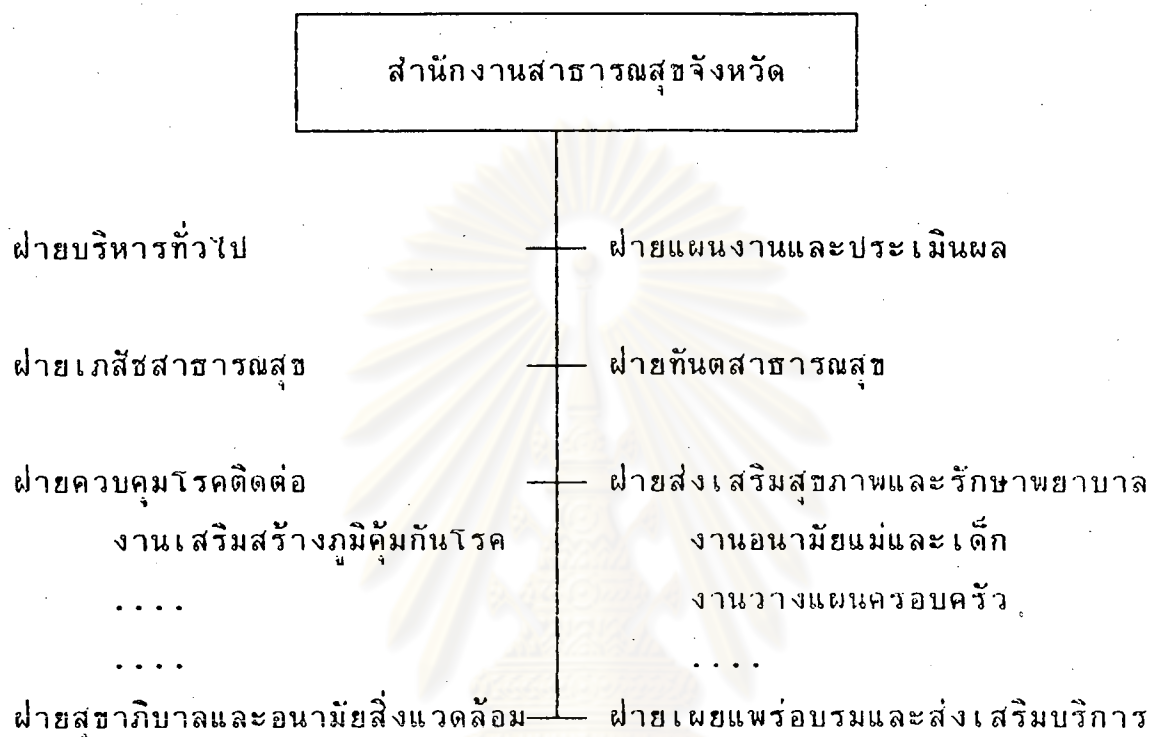 สำนักงานสาธารณสุขจังหวัด
ฝ่ายบริหารทั่วไป
ฝ่ายแผนงานและประเมินผล
ฝ่ายเภสัชสาธารณสุข
ฝ่ายทันตสาธารณสุข
ฝ่ายควบคุมโรคติดต่อ
ฝ่ายส่งเสริมสุขภาพและรักษาพยาบาล
งานเสริมสร้างภูมิคุ้มกันโรค
งานอนามัยแม่และเด็ก
....
งานวางแผนครอบครัว
....
....
ฝ่ายสุขาภิบาลและอนามัยสิ่งแวดล้อม
ฝ่ายเผยแพร่อบรมและส่งเสริมบริการ